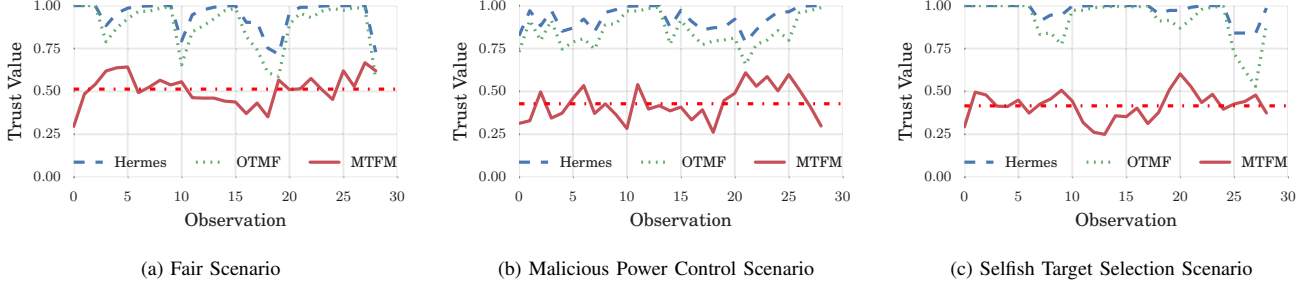 1.00
0.75
0.50
0.25
0.00
Trust Value
Hermes OTMF MTFM
0 5 10 15 20 25 30
Observation
(a) Fair Scenario
1.00
0.75
0.50
0.25
0.00
Trust Value
Hermes OTMF MTFM
0 5 10 15 20 25 30
Observation
(b) Malicious Power Control Scenario
1.00
0.75
0.50
0.25
0.00
Trust Value
Hermes OTMF MTFM
0 5 10 15 20 25 30
Observation
(c) Selfish Target Selection Scenario